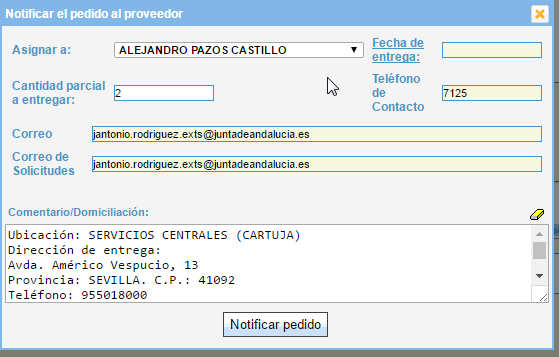 Notificar el pedido al proveedor
Asignar a: ALEJANDRO PAZOS CASTILLO Fecha de entrega:
Cantidad parcial a entregar: 2 Teléfono de Contacto 7125
Correo jantonio.rodriguez.exts@juntadeandalucia.es
Correo de Solicitudes jantonio.rodriguez.exts@juntadeandalucia.es
Comentario/Domiciliación:
Ubicación: SERVICIOS CENTRALES (CARTUJA)
Dirección de entrega:
Avda. Américo Vespucio, 13
Provincia: SEVILLA. C.P.: 41092
Teléfono: 955018000
Notificar pedido